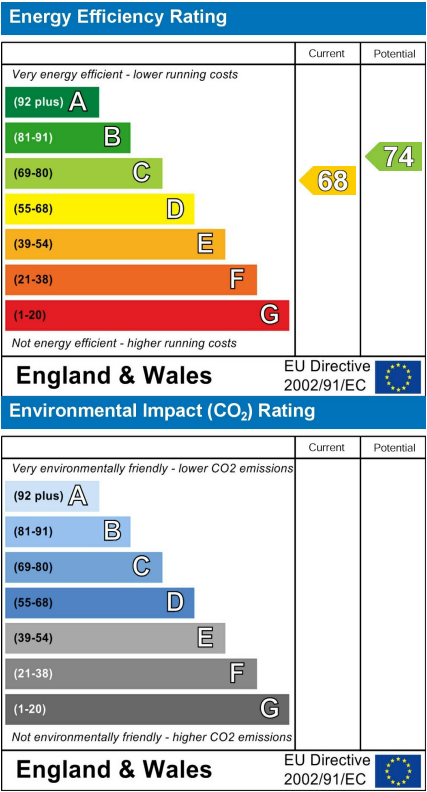 Energy Efficiency Rating
Current Potential
Very energy efficient - lower running costs
(92 plus) A
(81-91) B
(69-80) C
(55-68) D
(39-54) E
(21-38) F
(1-20) G
68
74
Not energy efficient - higher running costs
England & Wales
EU Directive
2002/91/EC
Environmental Impact (CO₂) Rating
Current Potential
Very environmentally friendly - lower CO2 emissions
(92 plus) A
(81-91) B
(69-80) C
(55-68) D
(39-54) E
(21-38) F
(1-20) G
Not environmentally friendly - higher CO2 emissions
England & Wales
EU Directive
2002/91/EC